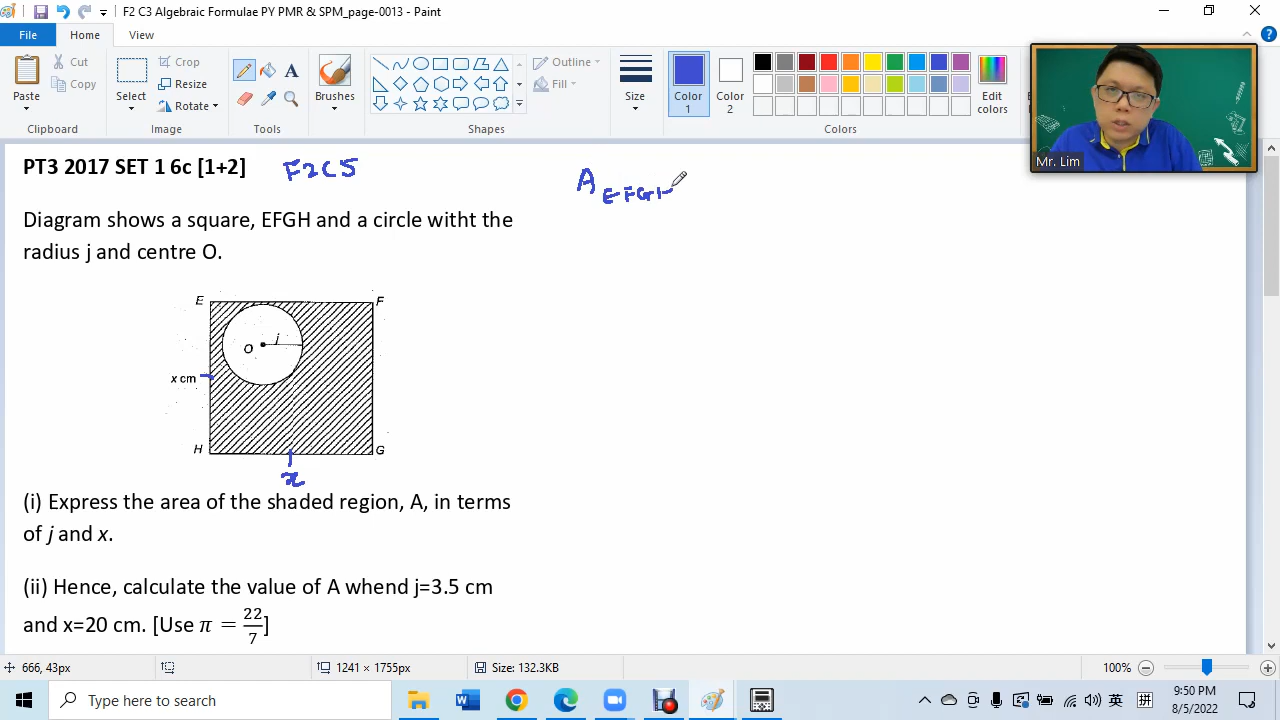 F2 C3 Algebraic Formulae PY PMR & SPM_page-0013 - Paint
File Home View
Paste Cut Copy Clipboard
Select Crop Resize Rotate Image
Tools
Brushes
Outline Fill Shapes
Size
Color 1 Color 2 Edit colors Colors
Mr. Lim
PT3 2017 SET 1 6c [1+2] F2C5
A EFGH
Diagram shows a square, EFGH and a circle witht the
radius j and centre O.
E F
O j
x cm
H G
x
(i) Express the area of the shaded region, A, in terms
of j and x.
(ii) Hence, calculate the value of A whend j=3.5 cm
and x=20 cm. [Use π = 22/7]
666, 43px 1241 × 1755px Size: 132.3KB 100%
Type here to search 英 拼 9:50 PM
8/5/2022